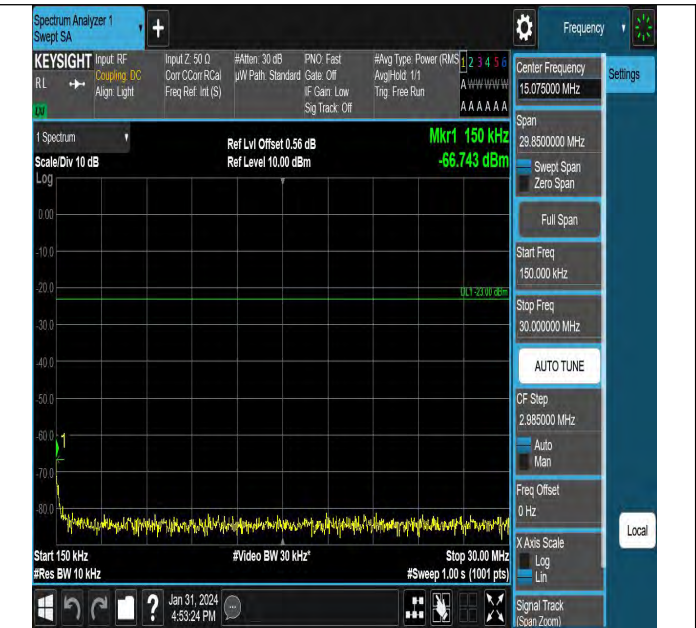 Spectrum Analyzer 1
Swept SA
Frequency
KEYSIGHT
RL
Input: RF
Coupling: DC
Align: Light
Input Z: 50 Ω
Corr CCorr RCal
Freq Ref: Int (S)
#Atten: 30 dB
µW Path: Standard
PNO: Fast
Gate: Off
IF Gain: Low
Sig Track: Off
#Avg Type: Power (RMS
Avg|Hold: 1/1
Trig: Free Run
1 2 3 4 5 6
A W W W W W
A A A A A A
1 Spectrum
Scale/Div 10 dB
Log
Ref Lvl Offset 0.56 dB
Ref Level 10.00 dBm
Mkr1 150 kHz
-66.743 dBm
0.00
-10.0
-20.0
DL1 -23.00 dBm
-30.0
-40.0
-50.0
-60.0
1
-70.0
-80.0
Start 150 kHz
#Res BW 10 kHz
#Video BW 30 kHz*
Stop 30.00 MHz
#Sweep 1.00 s (1001 pts)
?
Jan 31, 2024
4:53:24 PM
Center Frequency
15.075000 MHz
Settings
Span
29.8500000 MHz
Swept Span
Zero Span
Full Span
Start Freq
150.000 kHz
Stop Freq
30.000000 MHz
AUTO TUNE
CF Step
2.985000 MHz
Auto
Man
Freq Offset
0 Hz
Local
X Axis Scale
Log
Lin
Signal Track
(Span Zoom)